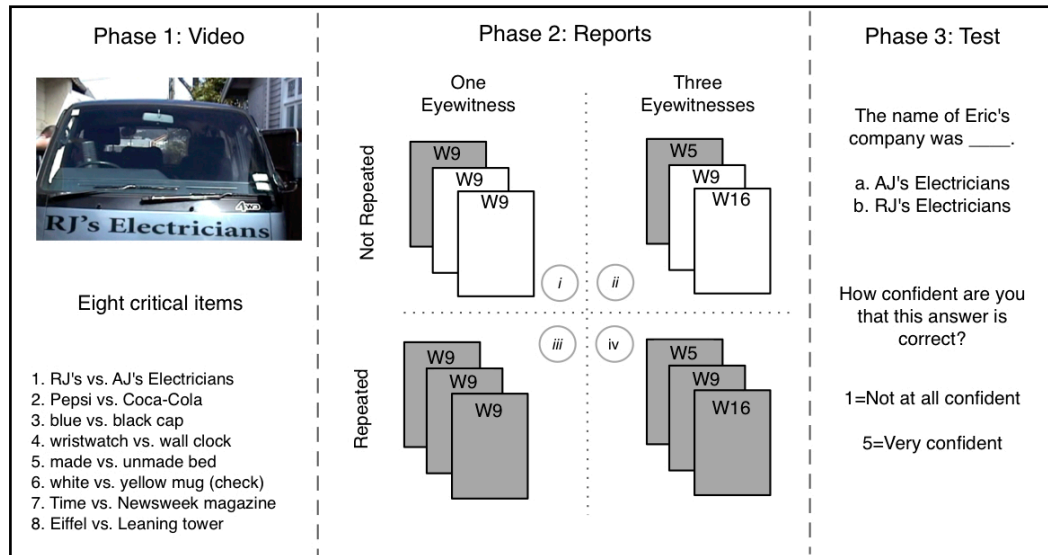 Phase 1: Video
RJ's Electricians
4WD
Eight critical items
1. RJ's vs. AJ's Electricians
2. Pepsi vs. Coca-Cola
3. blue vs. black cap
4. wristwatch vs. wall clock
5. made vs. unmade bed
6. white vs. yellow mug (check)
7. Time vs. Newsweek magazine
8. Eiffel vs. Leaning tower
Phase 2: Reports
One
Eyewitness
Three
Eyewitnesses
Not Repeated
W9
W9
W9
i
W5
W9
W16
ii
Repeated
W9
W9
W9
iii
W5
W9
W16
iv
Phase 3: Test
The name of Eric's
company was ____.
a. AJ's Electricians
b. RJ's Electricians
How confident are you
that this answer is
correct?
1=Not at all confident
5=Very confident